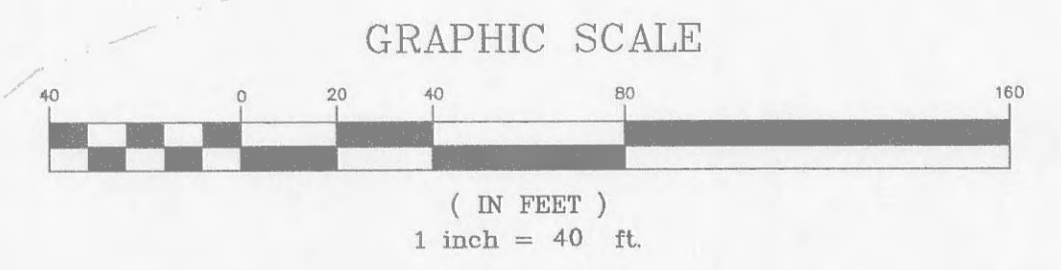 GRAPHIC SCALE
40 0 20 40 80 160
( IN FEET )
1 inch = 40 ft.